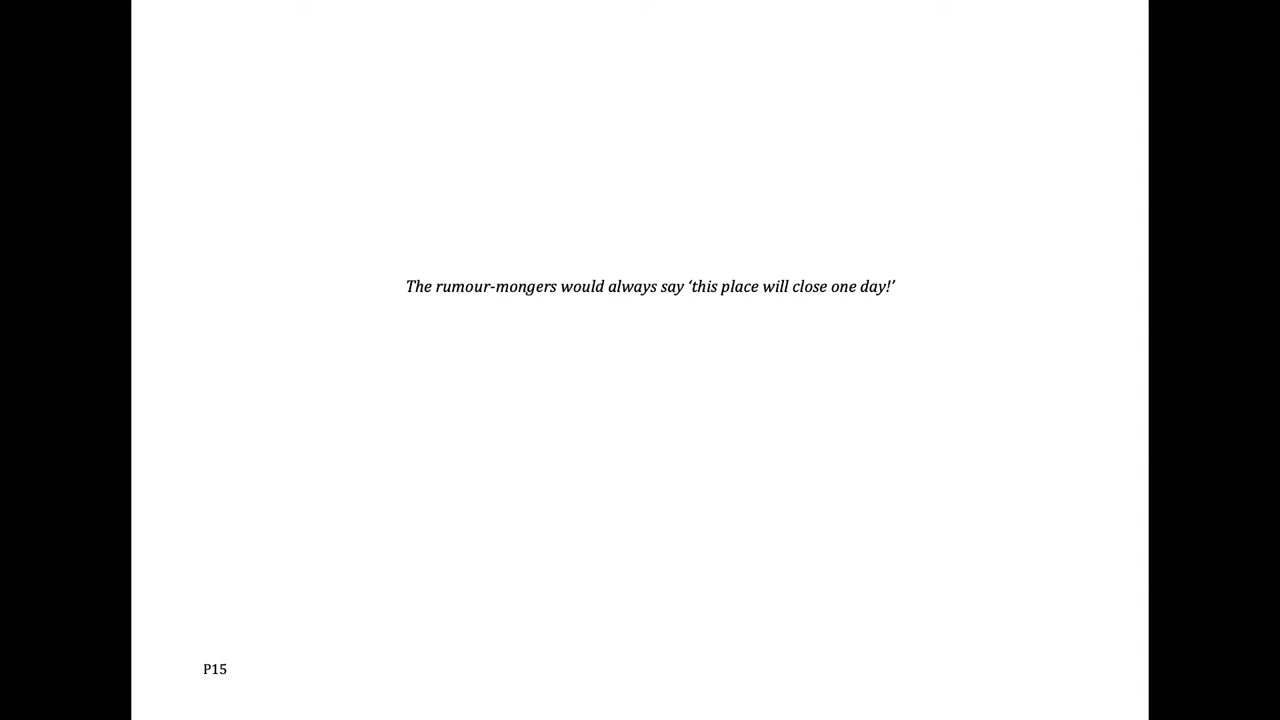 The rumour-mongers would always say ‘this place will close one day!’
P15